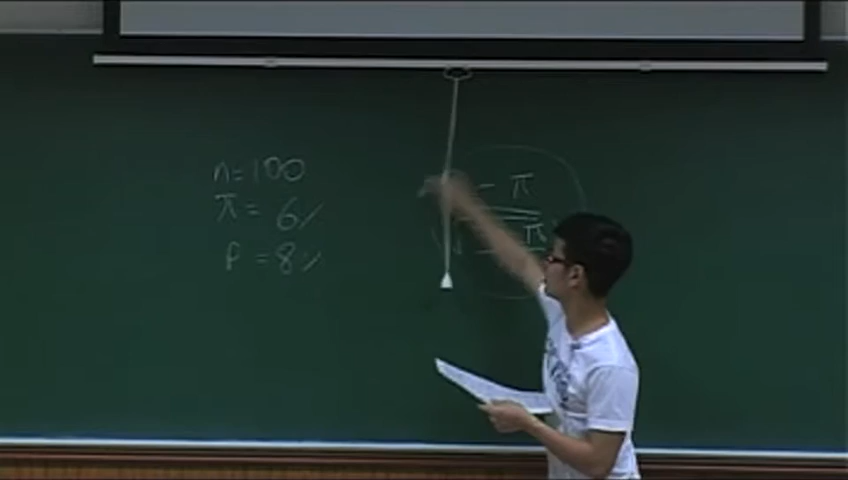 n=100
π = 6%
p = 8%
- π
π